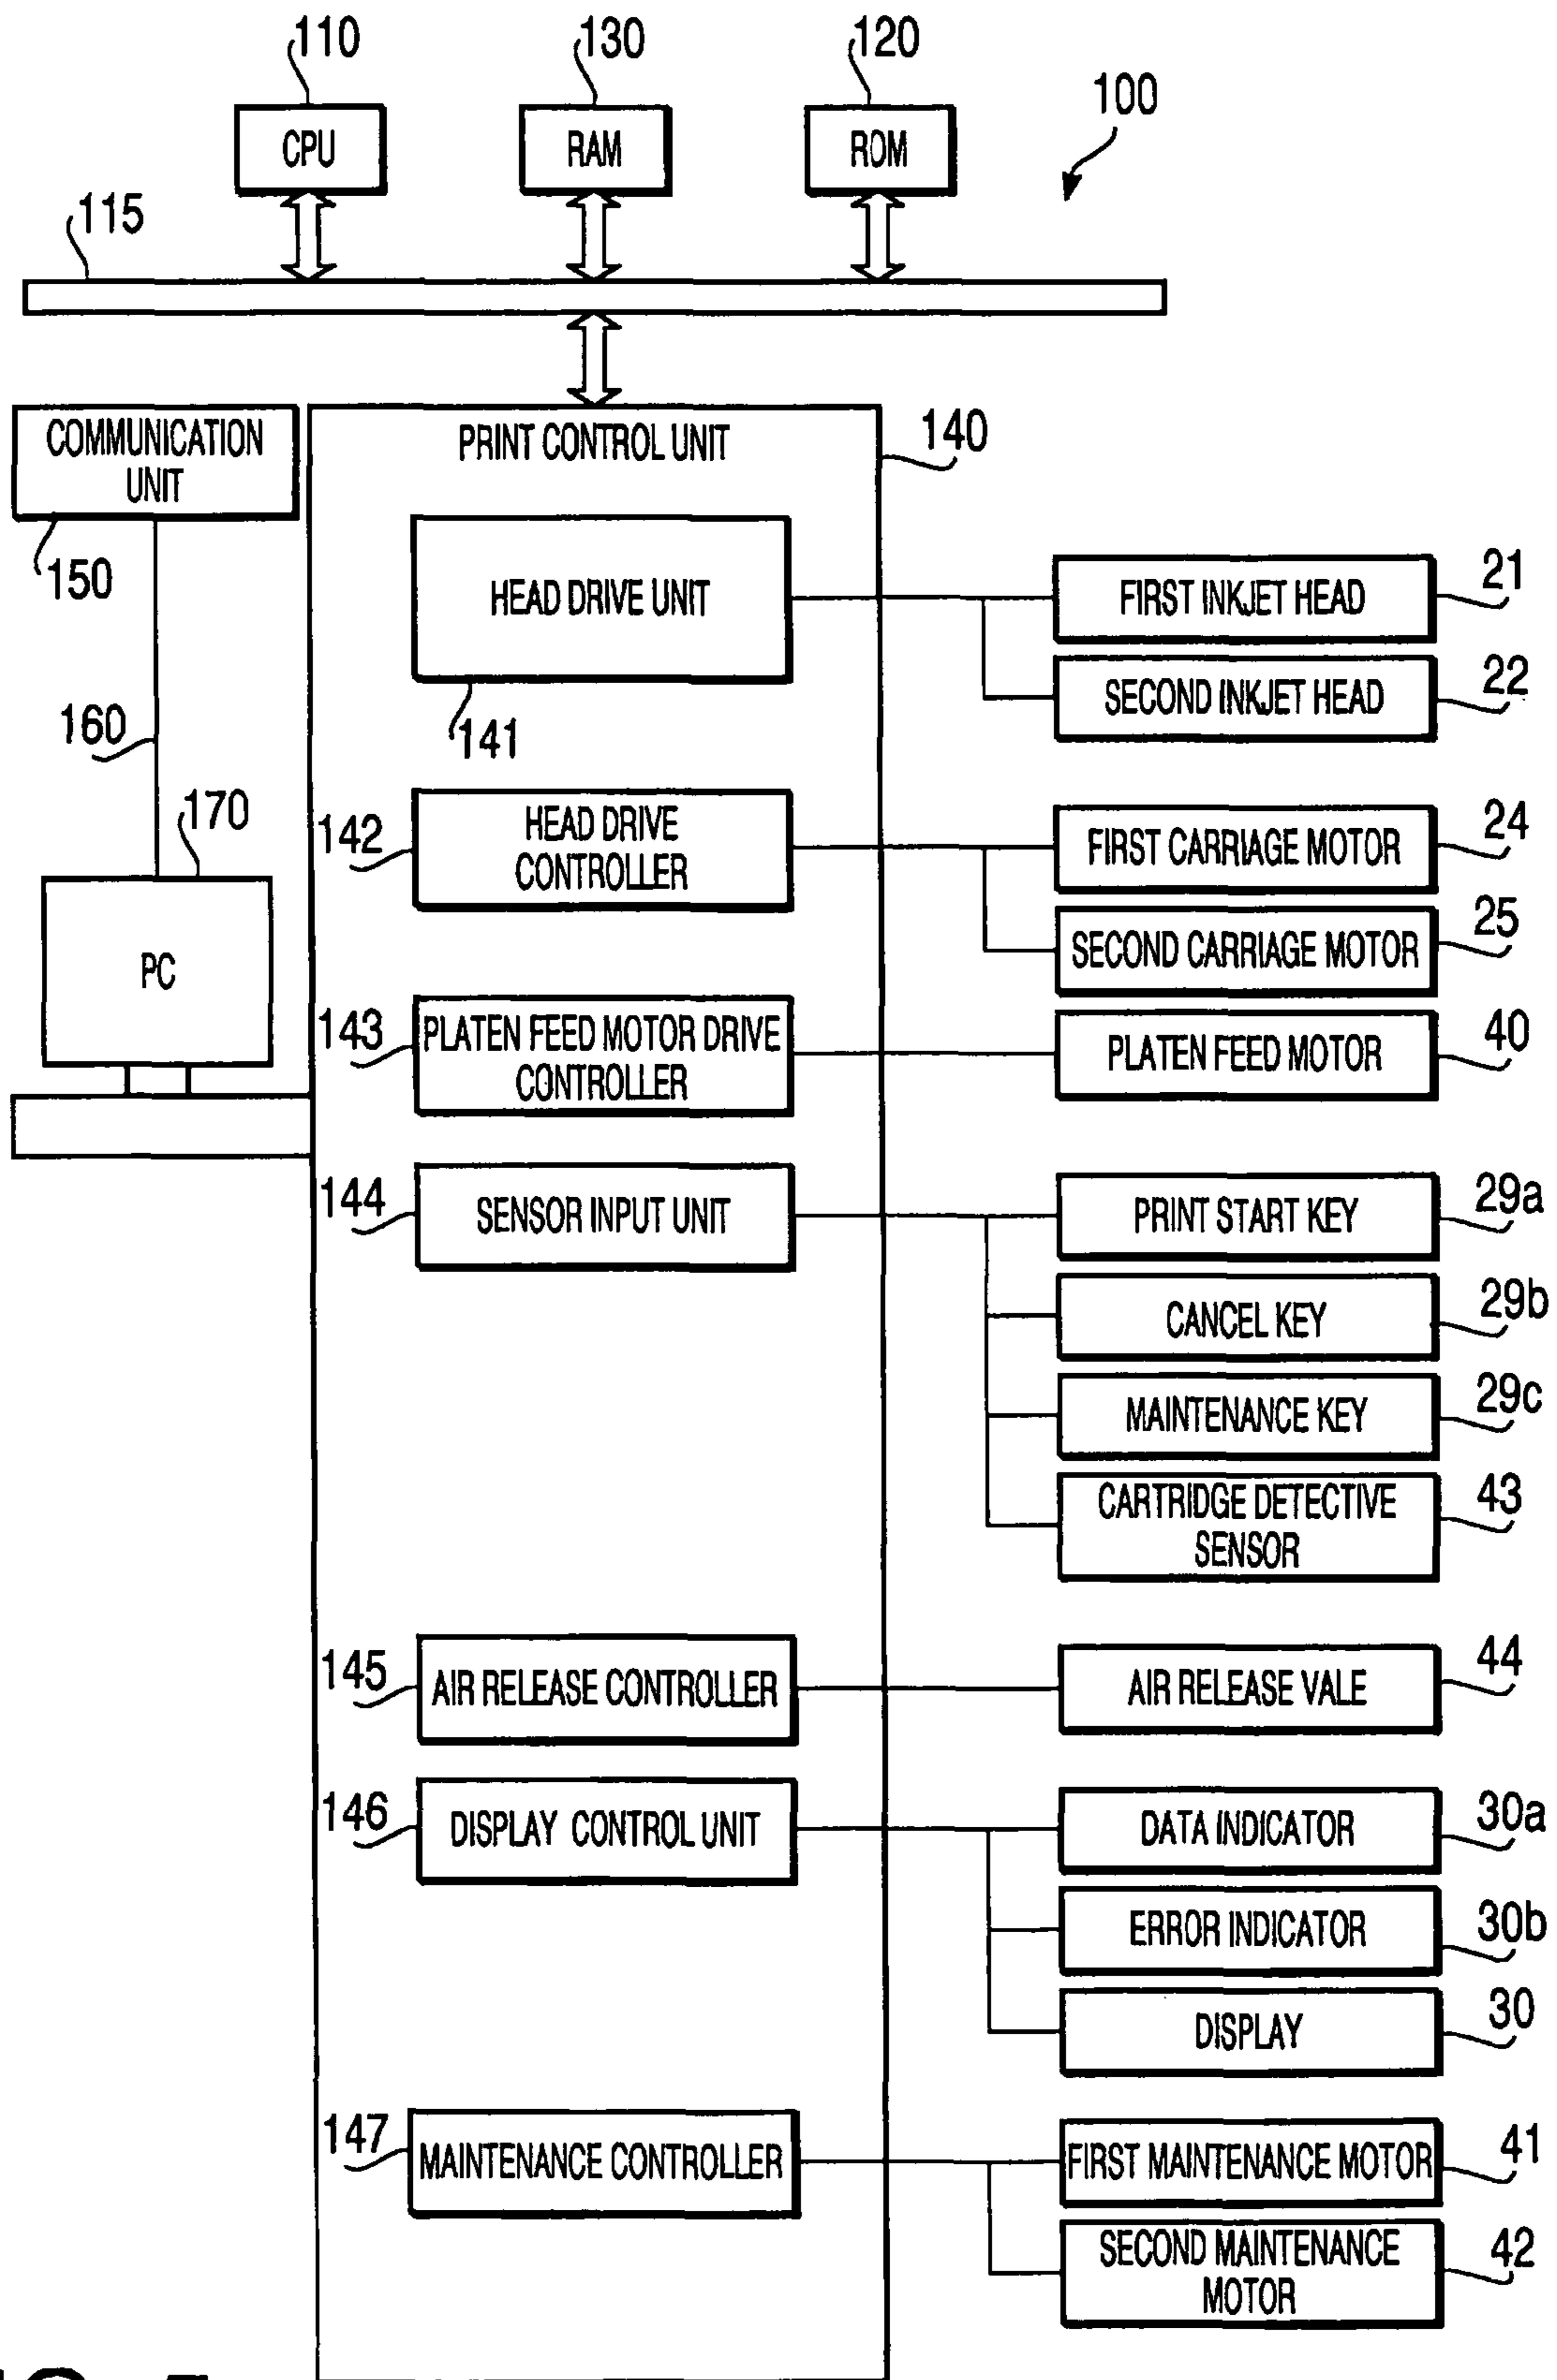 110
130
120
100
CPU
RAM
ROM
115
COMMUNICATION
UNIT
150
PRINT CONTROL UNIT
140
HEAD DRIVE UNIT
141
FIRST INKJET HEAD
21
SECOND INKJET HEAD
22
160
170
PC
142
HEAD DRIVE
CONTROLLER
FIRST CARRIAGE MOTOR
24
SECOND CARRIAGE MOTOR
25
143
PLATEN FEED MOTOR DRIVE
CONTROLLER
PLATEN FEED MOTOR
40
144
SENSOR INPUT UNIT
PRINT START KEY
29a
CANCEL KEY
29b
MAINTENANCE KEY
29c
CARTRIDGE DETECTIVE
SENSOR
43
145
AIR RELEASE CONTROLLER
AIR RELEASE VALE
44
146
DISPLAY CONTROL UNIT
DATA INDICATOR
30a
ERROR INDICATOR
30b
DISPLAY
30
147
MAINTENANCE CONTROLLER
FIRST MAINTENANCE MOTOR
41
SECOND MAINTENANCE
MOTOR
42